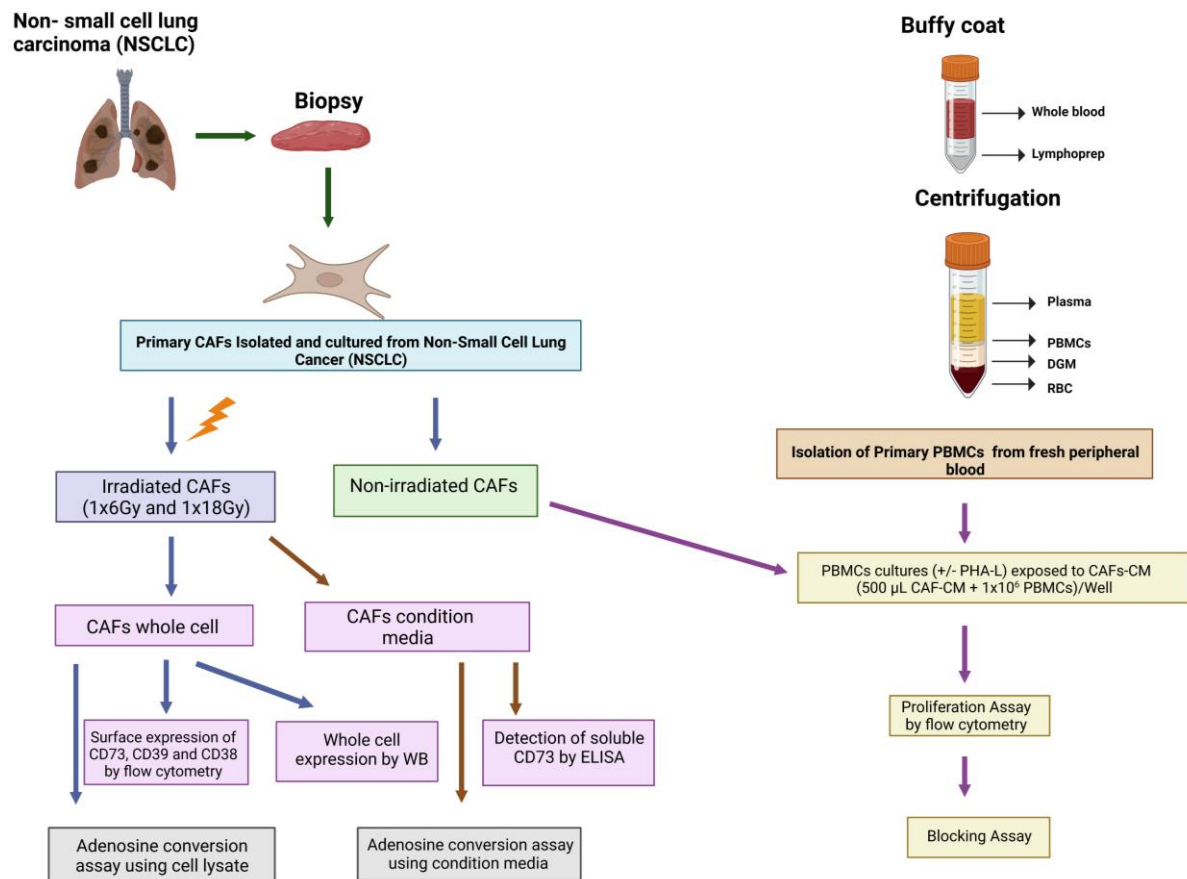 Non- small cell lung
carcinoma (NSCLC)
Biopsy
Primary CAFs Isolated and cultured from Non-Small Cell Lung
Cancer (NSCLC)
Irradiated CAFs
(1x6Gy and 1x18Gy)
Non-irradiated CAFs
CAFs whole cell
CAFs condition
media
Surface expression of
CD73, CD39 and CD38
by flow cytometry
Whole cell
expression by WB
Detection of soluble
CD73 by ELISA
Adenosine conversion
assay using cell lysate
Adenosine conversion assay
using condition media
Buffy coat
Whole blood
Lymphoprep
Centrifugation
Plasma
PBMCs
DGM
RBC
Isolation of Primary PBMCs from fresh peripheral
blood
PBMCs cultures (+/- PHA-L) exposed to CAFs-CM
(500 µL CAF-CM + 1x10⁶ PBMCs)/Well
Proliferation Assay
by flow cytometry
Blocking Assay